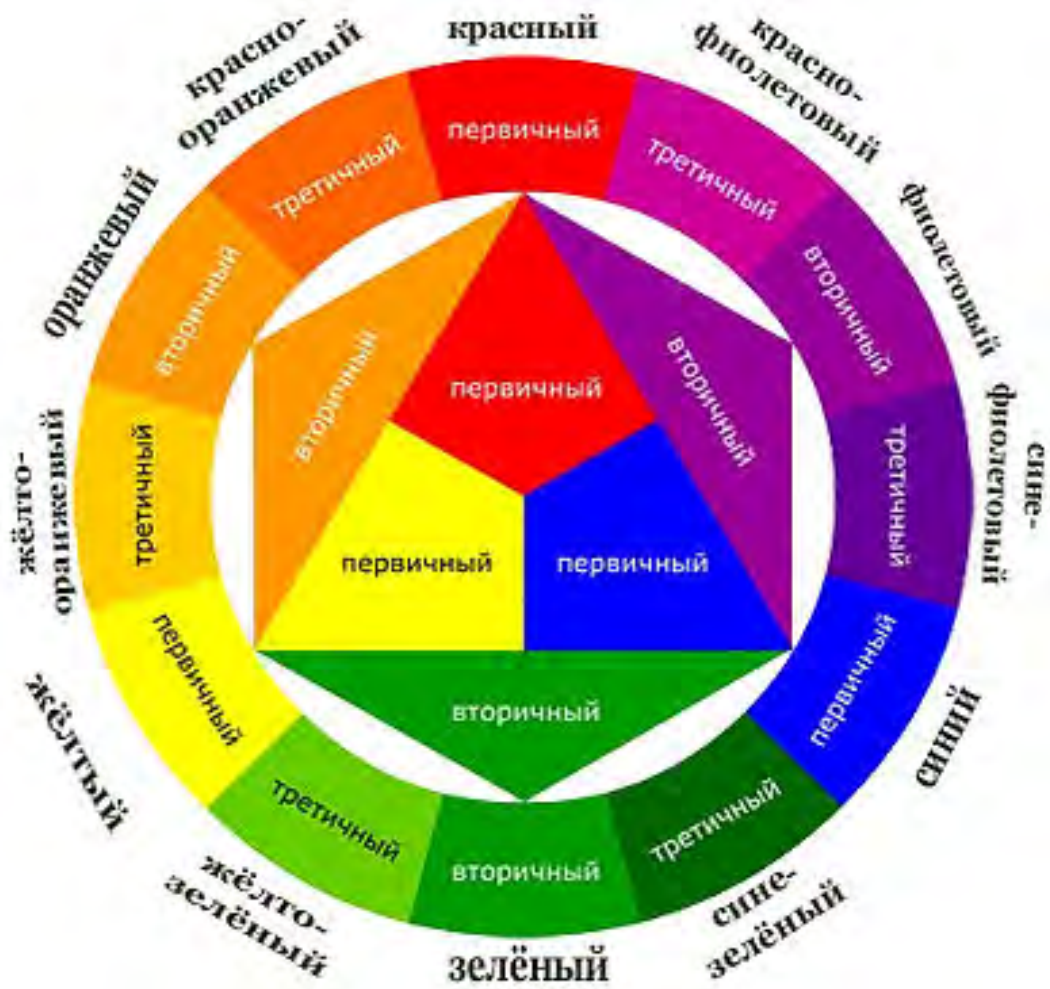 красный
красно-
фиолетовый
фиолетовый
сине-
фиолетовый
синий
сине-
зелёный
зелёный
жёлто-
зелёный
жёлтый
жёлто-
оранжевый
оранжевый
красно-
оранжевый
первичный
третичный
вторичный
третичный
первичный
третичный
вторичный
третичный
первичный
третичный
вторичный
третичный
первичный
вторичный
вторичный
первичный
первичный
вторичный